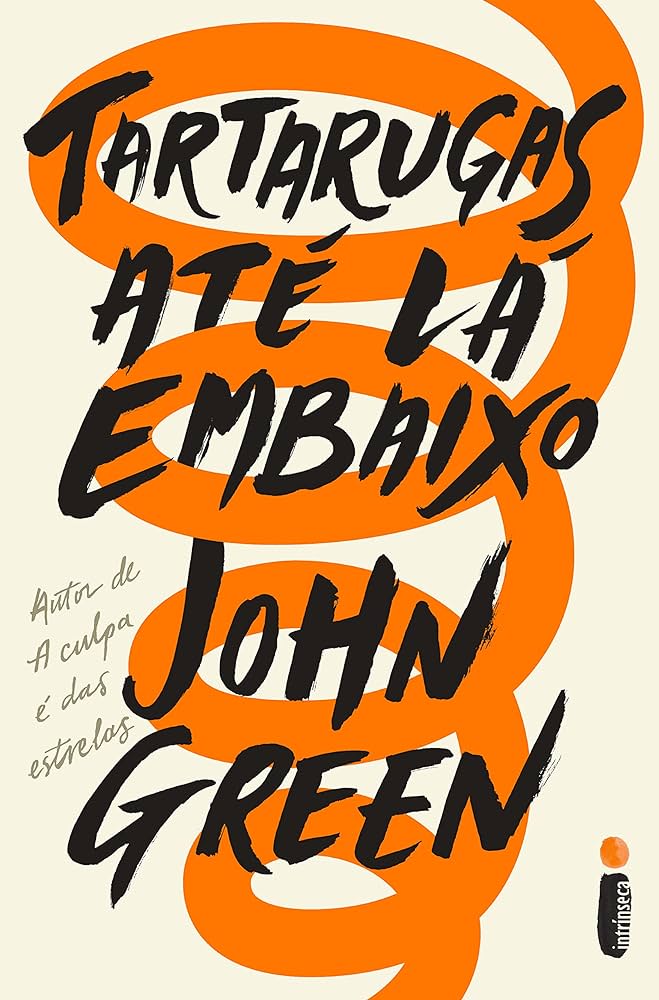 TARTARUGAS
ATÉ LÁ
EMBAIXO
JOHN
GREEN
Autor de
A culpa
é das
estrelas
intrínseca